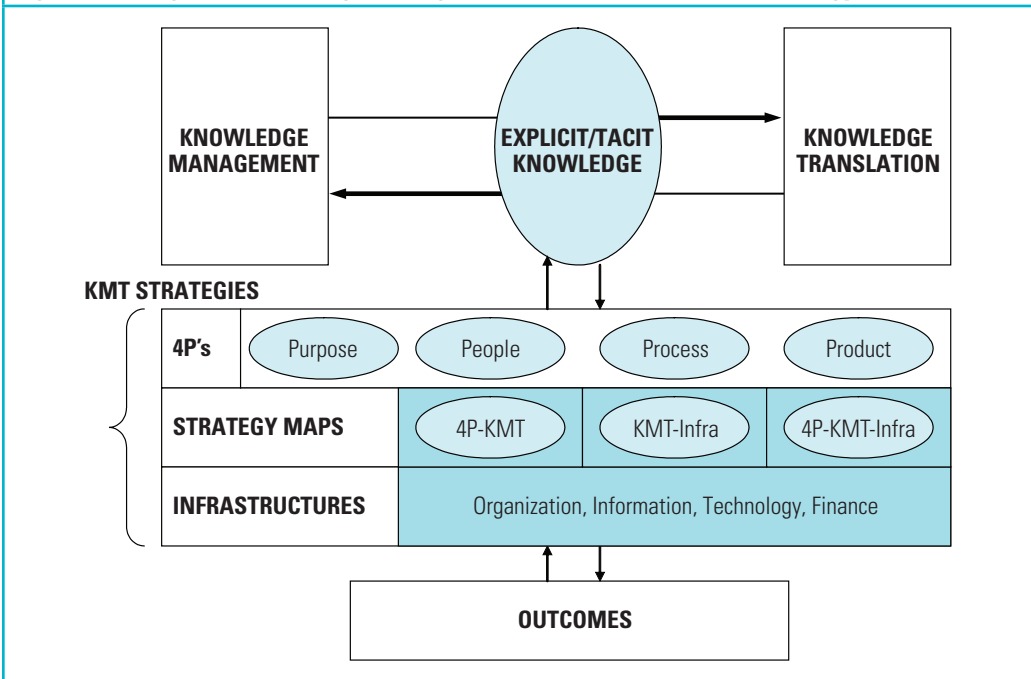 KNOWLEDGE
MANAGEMENT
EXPLICIT/TACIT
KNOWLEDGE
KNOWLEDGE
TRANSLATION
KMT STRATEGIES
4P's Purpose People Process Product
STRATEGY MAPS 4P-KMT KMT-Infra 4P-KMT-Infra
INFRASTRUCTURES Organization, Information, Technology, Finance
OUTCOMES